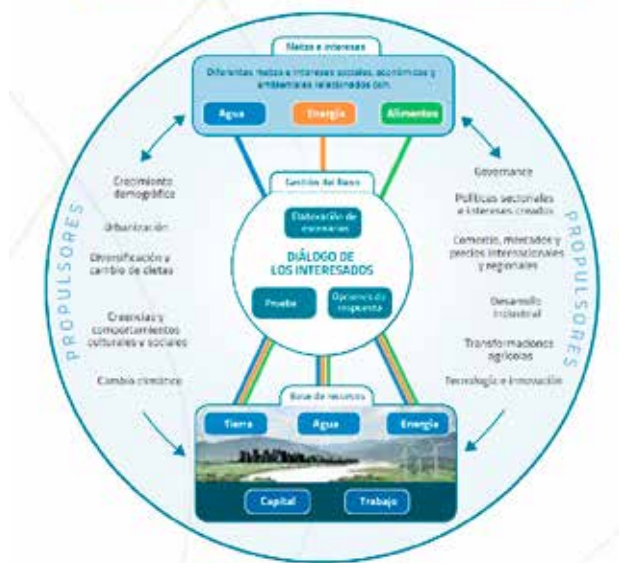 Metas e intereses
Diferentes metas e intereses sociales, económicos y
ambientales relacionados con:
Agua
Energía
Alimentos
PROPULSORES
Crecimiento
demográfico
Urbanización
Diversificación y
cambio de dietas
Creencias y
comportamientos
culturales y sociales
Cambio climático
Gestión del Nexo
Elaboración de
escenarios
DIÁLOGO DE
LOS INTERESADOS
Prueba
Opciones de
respuesta
Governance
Políticas sectoriales
e intereses creados
Comercio, mercados y
precios internacionales
y regionales
Desarrollo
industrial
Transformaciones
agrícolas
Tecnología e innovación
PROPULSORES
Base de recursos
Tierra
Agua
Energía
Capital
Trabajo